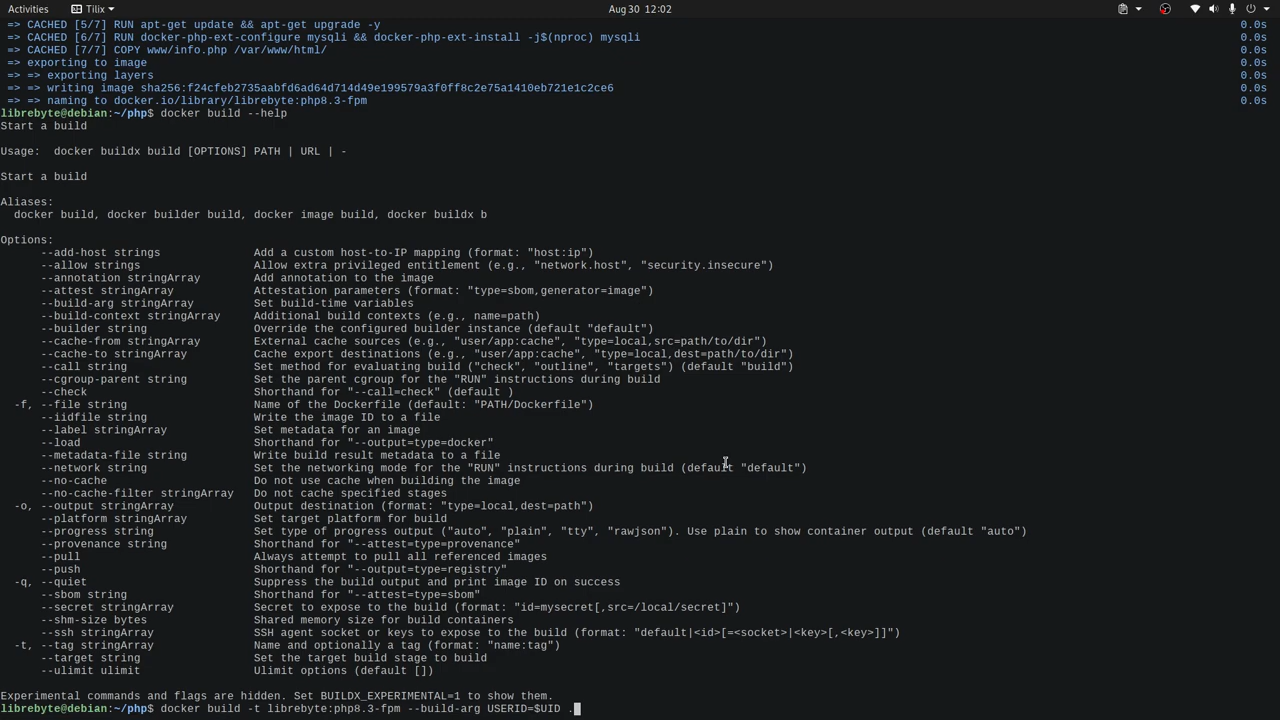 Activities Tilix Aug 30 12:02
=> CACHED [5/7] RUN apt-get update && apt-get upgrade -y 0.0s
=> CACHED [6/7] RUN docker-php-ext-configure mysqli && docker-php-ext-install -j$(nproc) mysqli 0.0s
=> CACHED [7/7] COPY www/info.php /var/www/html/ 0.0s
=> exporting to image 0.0s
=> => exporting layers 0.0s
=> => writing image sha256:f24cfeb2735aabfd6ad64d714d49e199579a3f0ff8c2e75a1410eb721e1c2ce6 0.0s
=> => naming to docker.io/library/librebyte:php8.3-fpm 0.0s
librebyte@debian:~/php$ docker build --help
Start a build
Usage:  docker buildx build [OPTIONS] PATH | URL | -
Start a build
Aliases:
docker build, docker builder build, docker image build, docker buildx b
Options:
--add-host strings Add a custom host-to-IP mapping (format: "host:ip")
--allow strings Allow extra privileged entitlement (e.g., "network.host", "security.insecure")
--annotation stringArray Add annotation to the image
--attest stringArray Attestation parameters (format: "type=sbom,generator=image")
--build-arg stringArray Set build-time variables
--build-context stringArray Additional build contexts (e.g., name=path)
--builder string Override the configured builder instance (default "default")
--cache-from stringArray External cache sources (e.g., "user/app:cache", "type=local,src=path/to/dir")
--cache-to stringArray Cache export destinations (e.g., "user/app:cache", "type=local,dest=path/to/dir")
--call string Set method for evaluating build ("check", "outline", "targets") (default "build")
--cgroup-parent string Set the parent cgroup for the "RUN" instructions during build
--check Shorthand for "--call=check" (default )
-f, --file string Name of the Dockerfile (default: "PATH/Dockerfile")
--iidfile string Write the image ID to a file
--label stringArray Set metadata for an image
--load Shorthand for "--output=type=docker"
--metadata-file string Write build result metadata to a file
--network string Set the networking mode for the "RUN" instructions during build (default "default")
--no-cache Do not use cache when building the image
--no-cache-filter stringArray Do not cache specified stages
-o, --output stringArray Output destination (format: "type=local,dest=path")
--platform stringArray Set target platform for build
--progress string Set type of progress output ("auto", "plain", "tty", "rawjson"). Use plain to show container output (default "auto")
--provenance string Shorthand for "--attest=type=provenance"
--pull Always attempt to pull all referenced images
--push Shorthand for "--output=type=registry"
-q, --quiet Suppress the build output and print image ID on success
--sbom string Shorthand for "--attest=type=sbom"
--secret stringArray Secret to expose to the build (format: "id=mysecret[,src=/local/secret]")
--shm-size bytes Shared memory size for build containers
--ssh stringArray SSH agent socket or keys to expose to the build (format: "default|<id>[=<socket>|<key>[,<key>]]")
-t, --tag stringArray Name and optionally a tag (format: "name:tag")
--target string Set the target build stage to build
--ulimit ulimit Ulimit options (default [])
Experimental commands and flags are hidden. Set BUILDX_EXPERIMENTAL=1 to show them.
librebyte@debian:~/php$ docker build -t librebyte:php8.3-fpm --build-arg USERID=$UID .